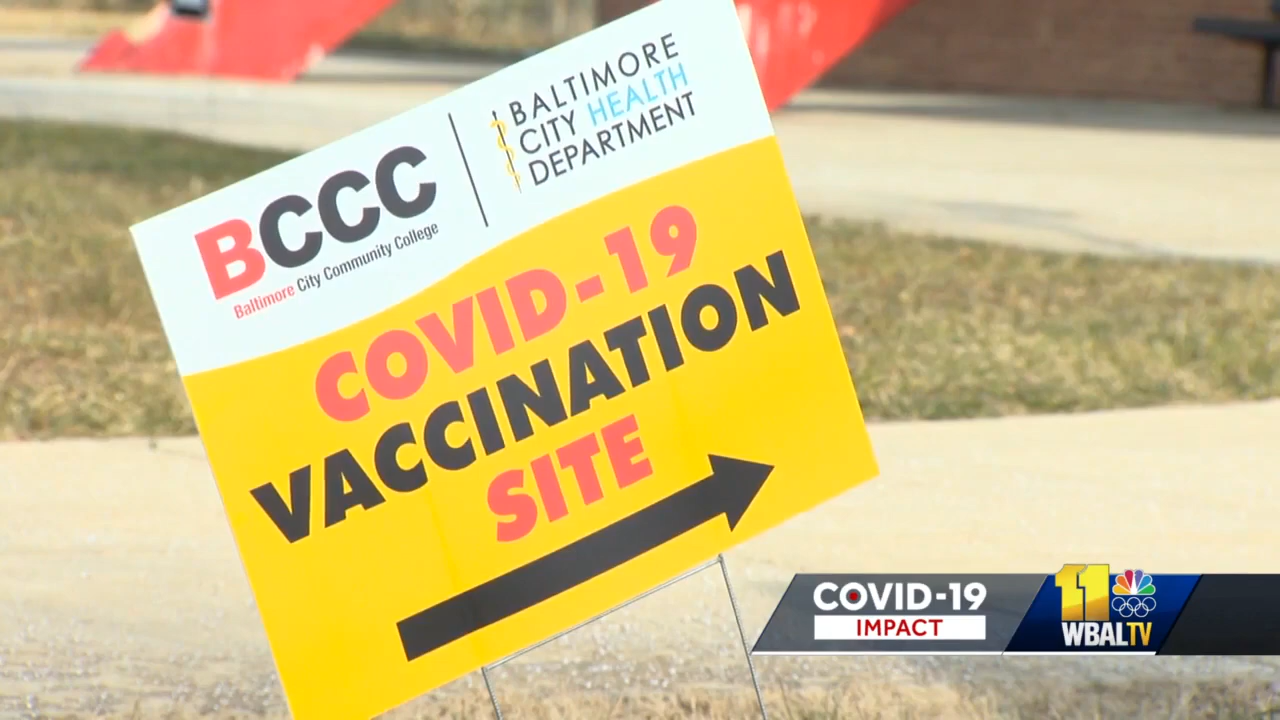 BCCC
Baltimore City Community College
BALTIMORE
CITY HEALTH
DEPARTMENT
COVID-19
VACCINATION
SITE
COVID-19
IMPACT
11
WBALTV